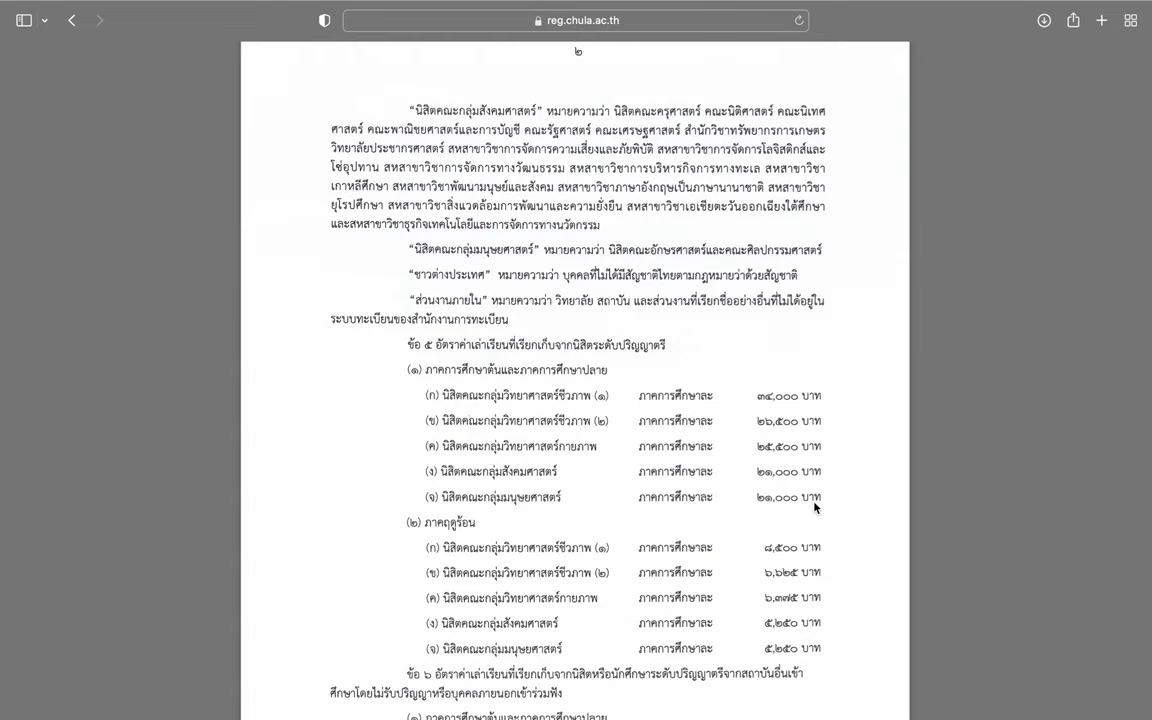 reg.chula.ac.th
๒
“นิสิตคณะกลุ่มสังคมศาสตร์” หมายความว่า นิสิตคณะครุศาสตร์ คณะนิติศาสตร์ คณะนิเทศ
ศาสตร์ คณะพาณิชยศาสตร์และการบัญชี คณะรัฐศาสตร์ คณะเศรษฐศาสตร์ สำนักวิชาทรัพยากรการเกษตร
วิทยาลัยประชากรศาสตร์ สหสาขาวิชาการจัดการความเสี่ยงและภัยพิบัติ สหสาขาวิชาการจัดการโลจิสติกส์และ
โซ่อุปทาน สหสาขาวิชาการจัดการทางวัฒนธรรม สหสาขาวิชาการบริหารกิจการทางทะเล สหสาขาวิชา
เกาหลีศึกษา สหสาขาวิชาพัฒนามนุษย์และสังคม สหสาขาวิชาภาษาอังกฤษเป็นภาษานานาชาติ สหสาขาวิชา
ยุโรปศึกษา สหสาขาวิชาสิ่งแวดล้อมการพัฒนาและความยั่งยืน สหสาขาวิชาเอเชียตะวันออกเฉียงใต้ศึกษา
และสหสาขาวิชาธุรกิจเทคโนโลยีและการจัดการทางนวัตกรรม
“นิสิตคณะกลุ่มมนุษยศาสตร์” หมายความว่า นิสิตคณะอักษรศาสตร์และคณะศิลปกรรมศาสตร์
“ชาวต่างประเทศ” หมายความว่า บุคคลที่ไม่ได้มีสัญชาติไทยตามกฎหมายว่าด้วยสัญชาติ
“ส่วนงานภายใน” หมายความว่า วิทยาลัย สถาบัน และส่วนงานที่เรียกชื่ออย่างอื่นที่ไม่ได้อยู่ใน
ระบบทะเบียนของสำนักงานการทะเบียน
ข้อ ๕ อัตราค่าเล่าเรียนที่เรียกเก็บจากนิสิตระดับปริญญาตรี
(๑) ภาคการศึกษาต้นและภาคการศึกษาปลาย
(ก) นิสิตคณะกลุ่มวิทยาศาสตร์ชีวภาพ (๑) ภาคการศึกษาละ ๓๔,๐๐๐ บาท
(ข) นิสิตคณะกลุ่มวิทยาศาสตร์ชีวภาพ (๒) ภาคการศึกษาละ ๒๖,๕๐๐ บาท
(ค) นิสิตคณะกลุ่มวิทยาศาสตร์กายภาพ ภาคการศึกษาละ ๒๕,๕๐๐ บาท
(ง) นิสิตคณะกลุ่มสังคมศาสตร์ ภาคการศึกษาละ ๒๑,๐๐๐ บาท
(จ) นิสิตคณะกลุ่มมนุษยศาสตร์ ภาคการศึกษาละ ๒๑,๐๐๐ บาท
(๒) ภาคฤดูร้อน
(ก) นิสิตคณะกลุ่มวิทยาศาสตร์ชีวภาพ (๑) ภาคการศึกษาละ ๘,๕๐๐ บาท
(ข) นิสิตคณะกลุ่มวิทยาศาสตร์ชีวภาพ (๒) ภาคการศึกษาละ ๖,๖๒๕ บาท
(ค) นิสิตคณะกลุ่มวิทยาศาสตร์กายภาพ ภาคการศึกษาละ ๖,๓๗๕ บาท
(ง) นิสิตคณะกลุ่มสังคมศาสตร์ ภาคการศึกษาละ ๕,๒๕๐ บาท
(จ) นิสิตคณะกลุ่มมนุษยศาสตร์ ภาคการศึกษาละ ๕,๒๕๐ บาท
ข้อ ๖ อัตราค่าเล่าเรียนที่เรียกเก็บจากนิสิตหรือนักศึกษาระดับปริญญาตรีจากสถาบันอื่นเข้า
ศึกษาโดยไม่รับปริญญาหรือบุคคลภายนอกเข้าร่วมฟัง
(๑) ภาคการศึกษาต้นและภาคการศึกษาปลาย